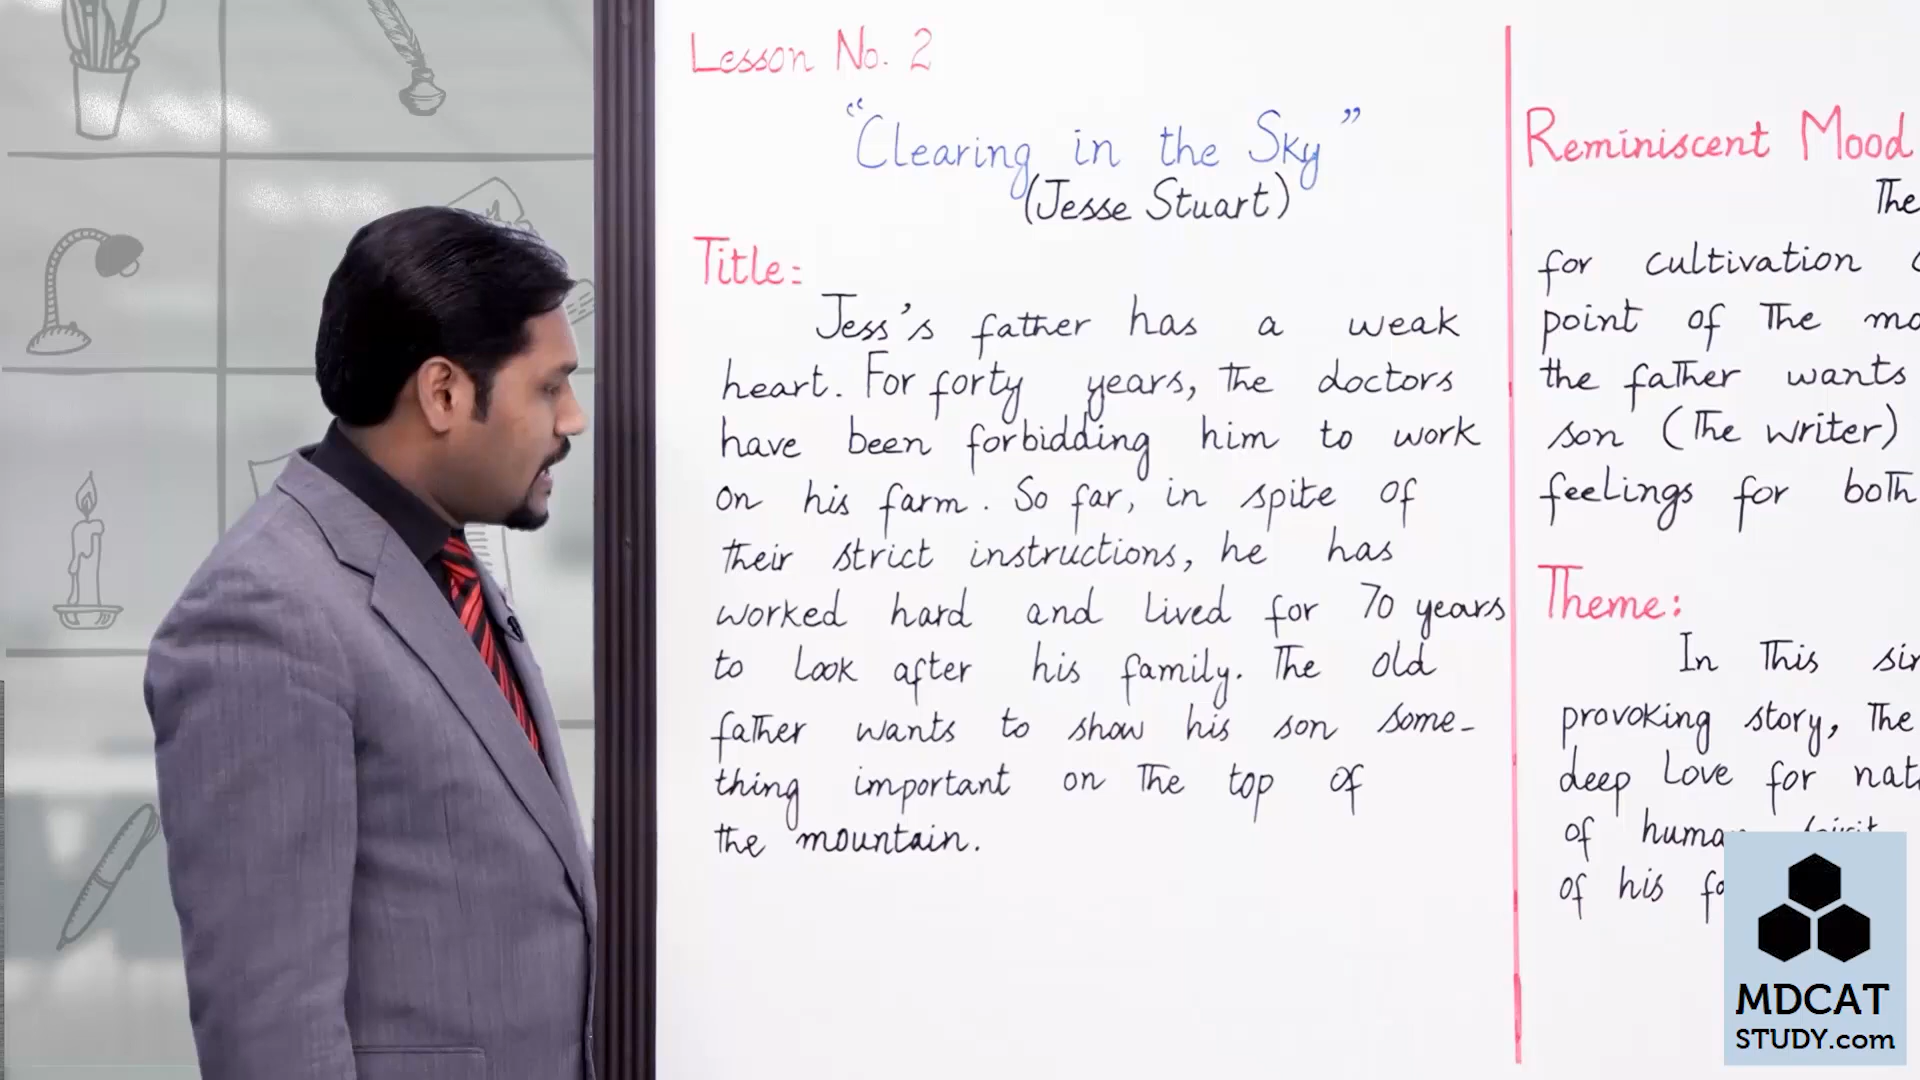 Lesson No. 2
"Clearing in the Sky"
(Jesse Stuart)
Title:
Jess's father has a weak
heart. For forty years, the doctors
have been forbidding him to work
on his farm. So far, in spite of
their strict instructions, he has
worked hard and lived for 70 years
to look after his family. The old
father wants to show his son some-
thing important on the top of
the mountain.
Reminiscent Mood
The
for cultivation
point of the
the father wants
son (the writer)
feelings for both
Theme:
In this
provoking story, the
deep love for
of
of his
MDCAT
STUDY.com